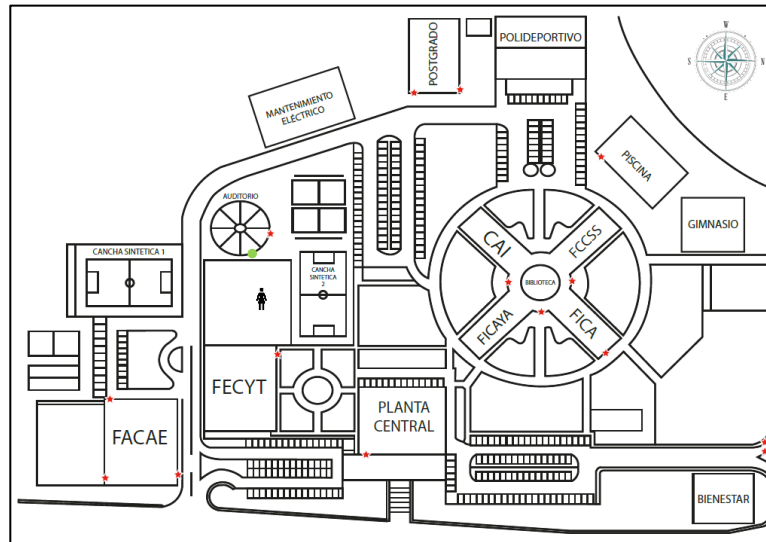 POSTGRADO
POLIDEPORTIVO
W
S
N
E
MANTENIMIENTO
ELÉCTRICO
PISCINA
AUDITORIO
GIMNASIO
CAI
FCCSS
CANCHA SINTETICA 1
CANCHA
SINTETICA
2
BIBLIOTECA
FICAYA
FICA
FECYT
PLANTA
CENTRAL
FACAE
BIENESTAR